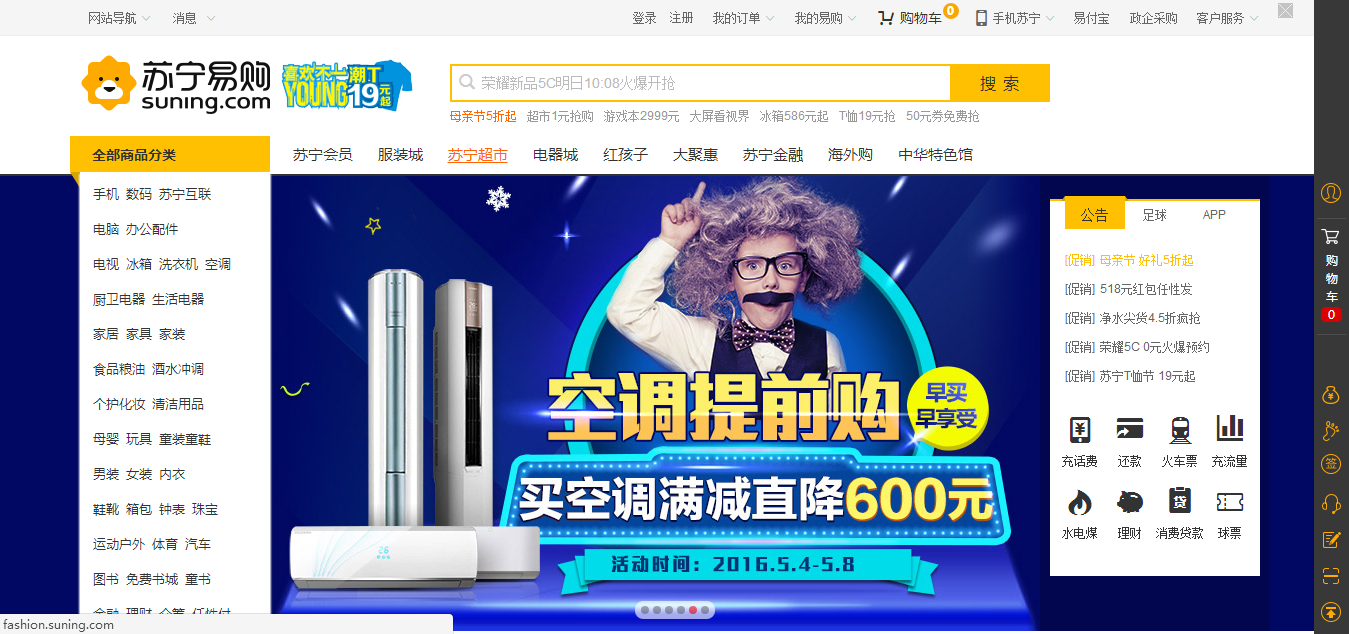 网站导航 消息 登录 注册 我的订单 我的易购 购物车 0 手机苏宁 易付宝 政企采购 客户服务
苏宁易购
suning.com
喜欢不一潮T
YOUNG 19元起
荣耀新品5C明日10:08火爆开抢 搜索
母亲节5折起 超市1元抢购 游戏本2999元 大屏看视界 冰箱586元起 T恤19元抢 50元券免费抢
全部商品分类 苏宁会员 服装城 苏宁超市 电器城 红孩子 大聚惠 苏宁金融 海外购 中华特色馆
手机 数码 苏宁互联
电脑 办公配件
电视 冰箱 洗衣机 空调
厨卫电器 生活电器
家居 家具 家装
食品粮油 酒水冲调
个护化妆 清洁用品
母婴 玩具 童装童鞋
男装 女装 内衣
鞋靴 箱包 钟表 珠宝
运动户外 体育 汽车
图书 免费书城 童书
金融 理财 众筹 任性付
空调提前购
早买
早享受
买空调满减直降600元
活动时间：2016.5.4-5.8
26
公告 足球 APP
[促销] 母亲节 好礼5折起
[促销] 518元红包任性发
[促销] 净水尖货4.5折疯抢
[促销] 荣耀5C 0元火爆预约
[促销] 苏宁T恤节 19元起
充话费 还款 火车票 充流量
贷
水电煤 理财 消费贷款 球票
购
物
车
0
签
fashion.suning.com